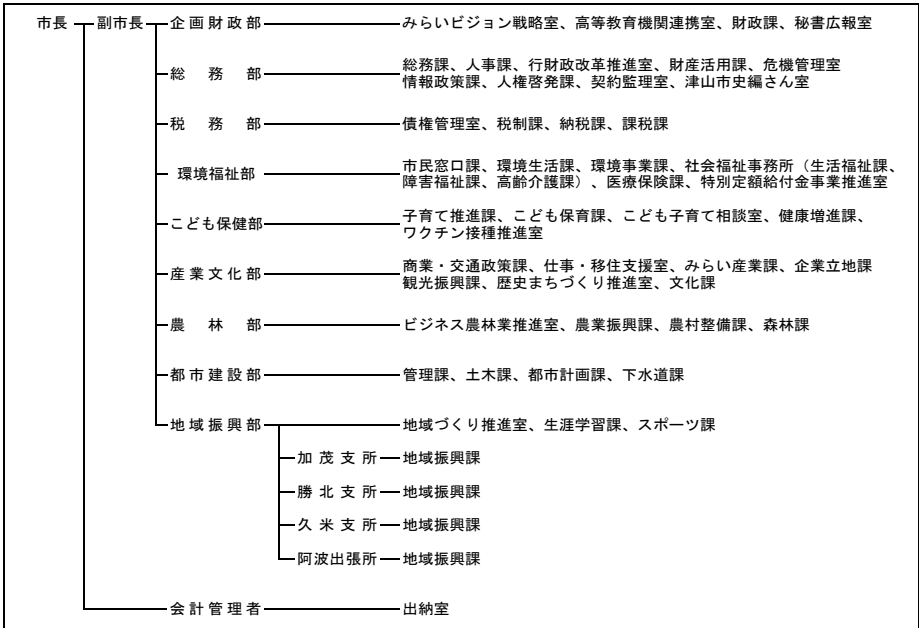 市長 副市長 企画財政部 みらいビジョン戦略室、高等教育機関連携室、財政課、秘書広報室
総務部 総務課、人事課、行財政改革推進室、財産活用課、危機管理室
情報政策課、人権啓発課、契約監理室、津山市史編さん室
税務部 債権管理室、税制課、納税課、課税課
環境福祉部 市民窓口課、環境生活課、環境事業課、社会福祉事務所（生活福祉課、
障害福祉課、高齢介護課）、医療保険課、特別定額給付金事業推進室
こども保健部 子育て推進課、こども保育課、こども子育て相談室、健康増進課、
ワクチン接種推進室
産業文化部 商業・交通政策課、仕事・移住支援室、みらい産業課、企業立地課
観光振興課、歴史まちづくり推進室、文化課
農林部 ビジネス農林業推進室、農業振興課、農村整備課、森林課
都市建設部 管理課、土木課、都市計画課、下水道課
地域振興部 地域づくり推進室、生涯学習課、スポーツ課
加茂支所 地域振興課
勝北支所 地域振興課
久米支所 地域振興課
阿波出張所 地域振興課
会計管理者 出納室